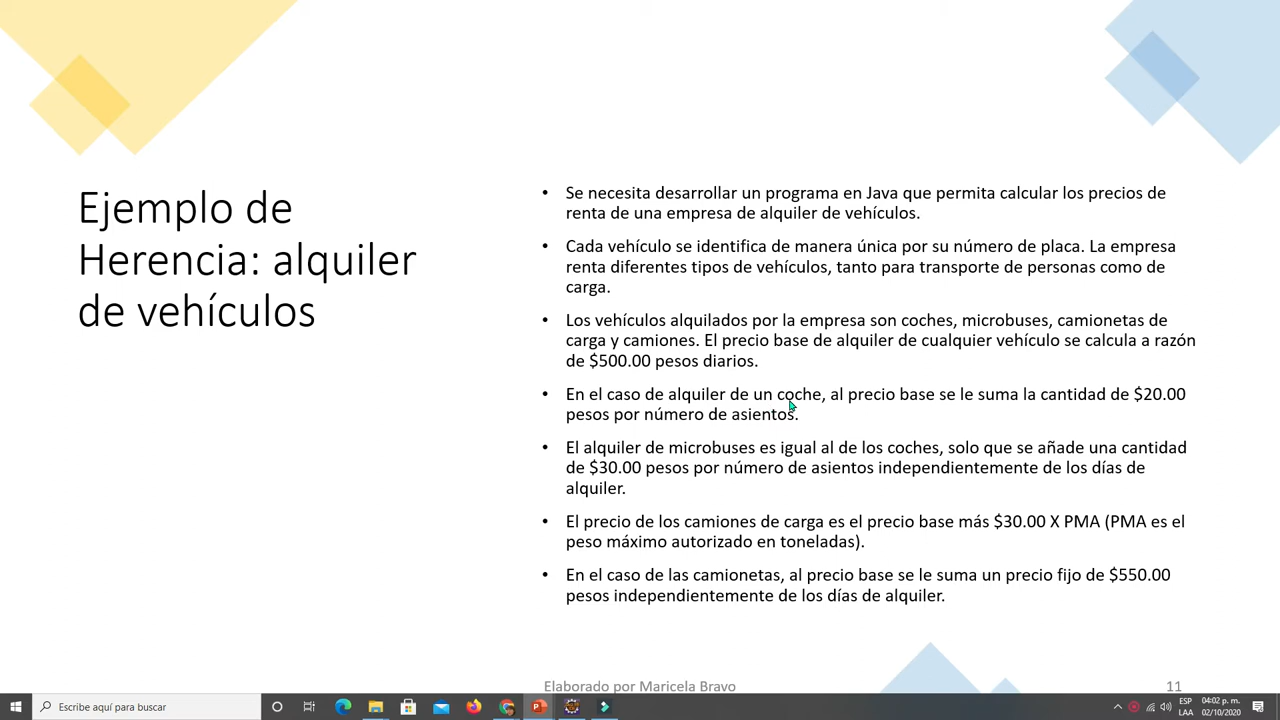 Ejemplo de
Herencia: alquiler
de vehículos
• Se necesita desarrollar un programa en Java que permita calcular los precios de
renta de una empresa de alquiler de vehículos.
• Cada vehículo se identifica de manera única por su número de placa. La empresa
renta diferentes tipos de vehículos, tanto para transporte de personas como de
carga.
• Los vehículos alquilados por la empresa son coches, microbuses, camionetas de
carga y camiones. El precio base de alquiler de cualquier vehículo se calcula a razón
de $500.00 pesos diarios.
• En el caso de alquiler de un coche, al precio base se le suma la cantidad de $20.00
pesos por número de asientos.
• El alquiler de microbuses es igual al de los coches, solo que se añade una cantidad
de $30.00 pesos por número de asientos independientemente de los días de
alquiler.
• El precio de los camiones de carga es el precio base más $30.00 X PMA (PMA es el
peso máximo autorizado en toneladas).
• En el caso de las camionetas, al precio base se le suma un precio fijo de $550.00
pesos independientemente de los días de alquiler.
Elaborado por Maricela Bravo
11
Escribe aquí para buscar
ESP
LAA
04:02 p. m.
02/10/2020